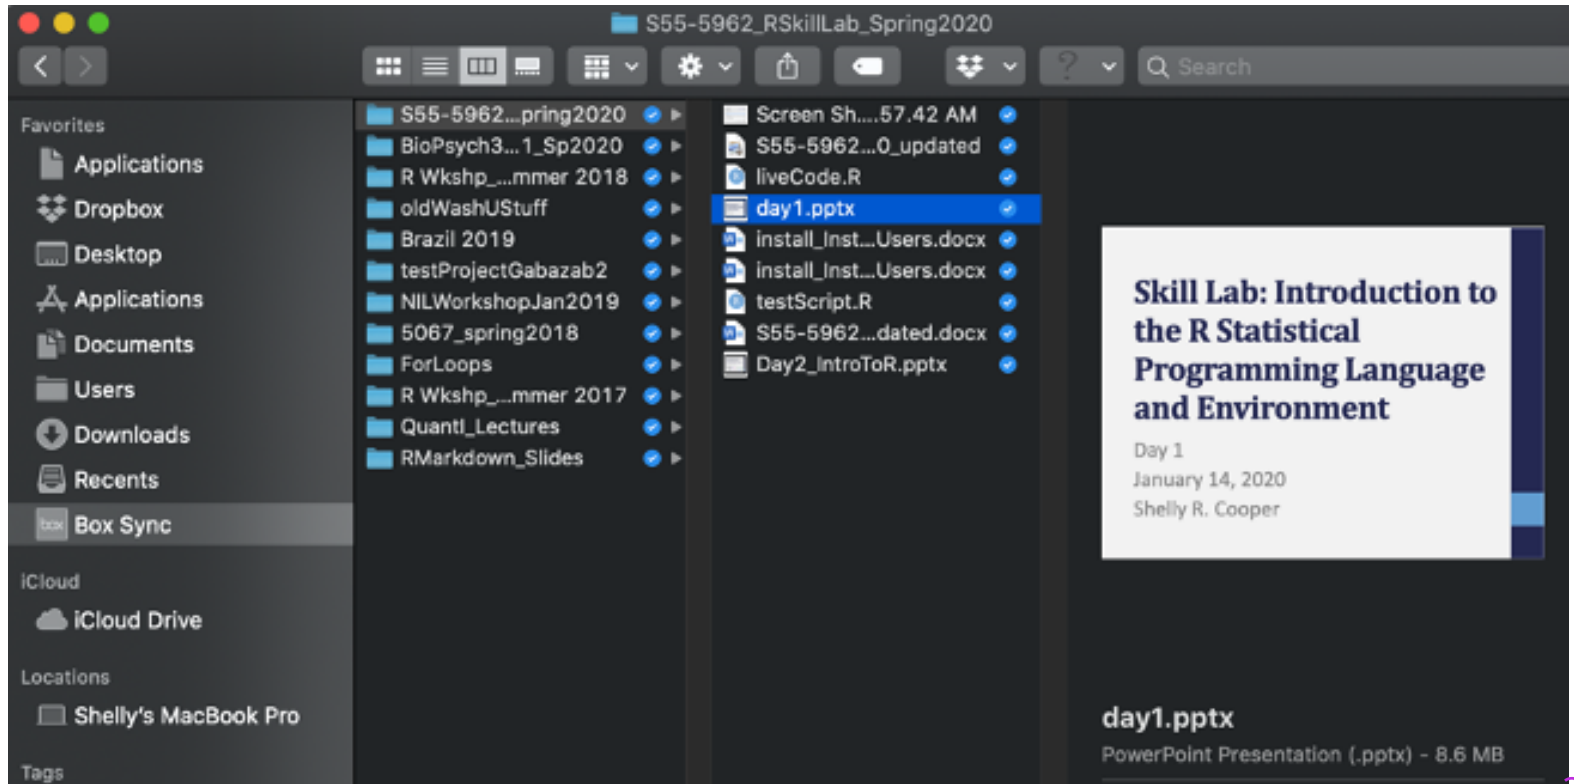 S55-5962_RSkillLab_Spring2020
Search
Favorites
Applications
Dropbox
Desktop
Applications
Documents
Users
Downloads
Recents
box Box Sync
iCloud
iCloud Drive
Locations
Shelly's MacBook Pro
Tags
S55-5962...pring2020
BioPsych3...1_Sp2020
R Wkshp_...mmer 2018
oldWashUStuff
Brazil 2019
testProjectGabazab2
NILWorkshopJan2019
5067_spring2018
ForLoops
R Wkshp_...mmer 2017
QuantI_Lectures
RMarkdown_Slides
Screen Sh....57.42 AM
S55-5962...0_updated
liveCode.R
day1.pptx
install_Inst...Users.docx
install_Inst...Users.docx
testScript.R
S55-5962...dated.docx
Day2_IntroToR.pptx
Skill Lab: Introduction to
the R Statistical
Programming Language
and Environment
Day 1
January 14, 2020
Shelly R. Cooper
day1.pptx
PowerPoint Presentation (.pptx) - 8.6 MB